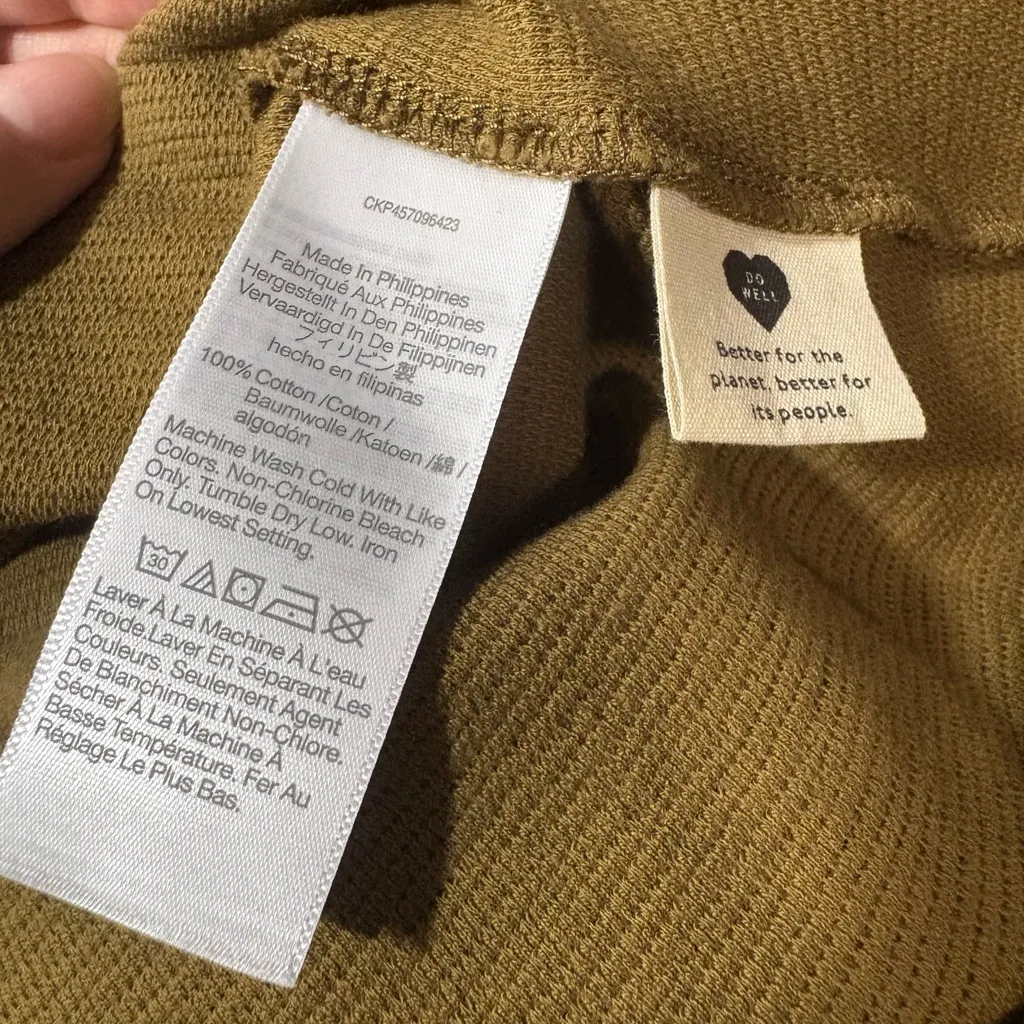 CKP457096423
Made In Philippines
Fabriqué Aux Philippines
Hergestellt In Den Philippinen
Vervaardigd In De Filippijnen
フィリピン製
hecho en filipinas
100% Cotton /Coton /
Baumwolle /Katoen /綿 /
algodón
Machine Wash Cold With Like
Colors. Non-Chlorine Bleach
Only. Tumble Dry Low. Iron
On Lowest Setting.
30
Laver À La Machine À L'eau
Froide.Laver En Séparant Les
Couleurs. Seulement Agent
De Blanchiment Non-Chlore.
Sécher À La Machine À
Basse Température. Fer Au
Réglage Le Plus Bas.
DO
WELL
Better for the
planet, better for
its people.